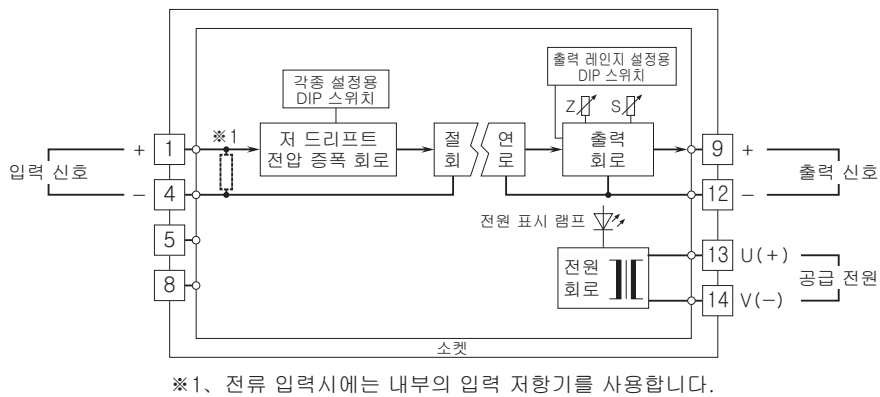 출력 레인지 설정용
DIP 스위치
각종 설정용
DIP 스위치
Z
S
※1
입력 신호
+
1
저 드리프트
전압 증폭 회로
절
회
연
로
출력
회로
9
+
출력 신호
−
4
12
−
5
전원 표시 램프
8
전원
회로
13
U(+)
공급 전원
14
V(−)
소켓
※1、전류 입력시에는 내부의 입력 저항기를 사용합니다.